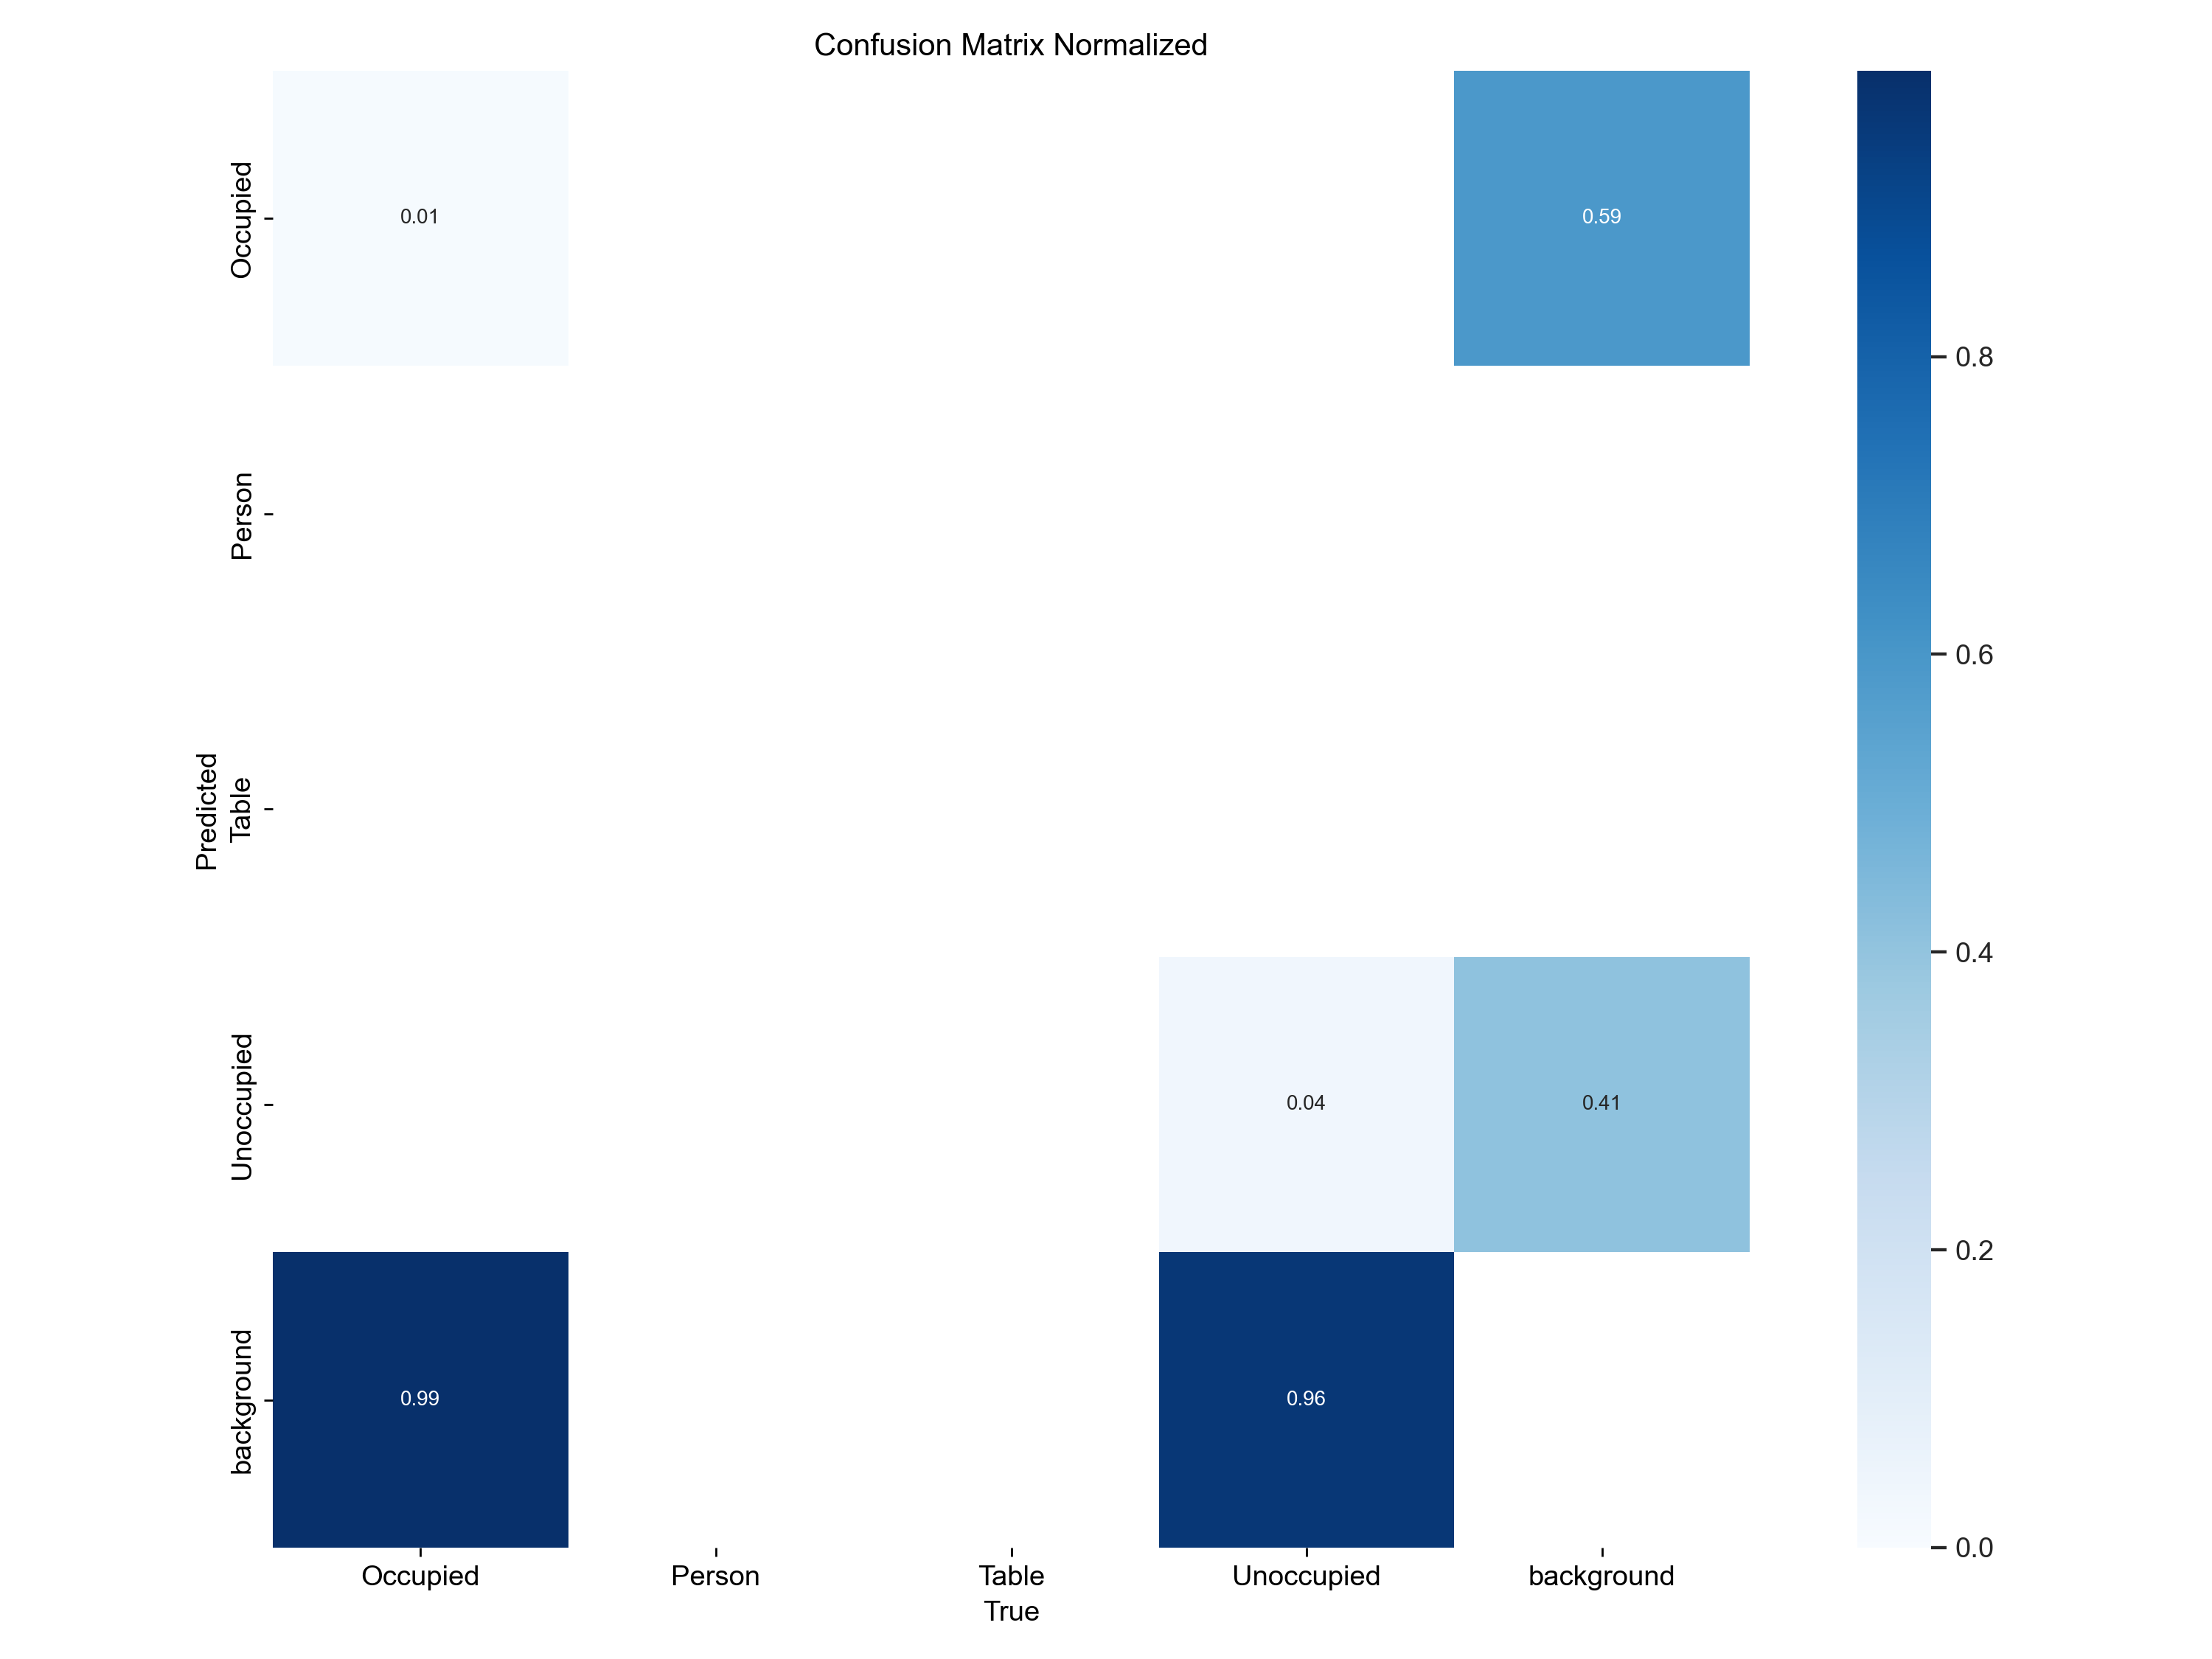 Confusion Matrix Normalized
Occupied
0.01
0.59
0.8
Person
0.6
Predicted
Table
0.4
Unoccupied
0.04
0.41
0.2
background
0.99
0.96
0.0
Occupied
Person
Table
Unoccupied
background
True